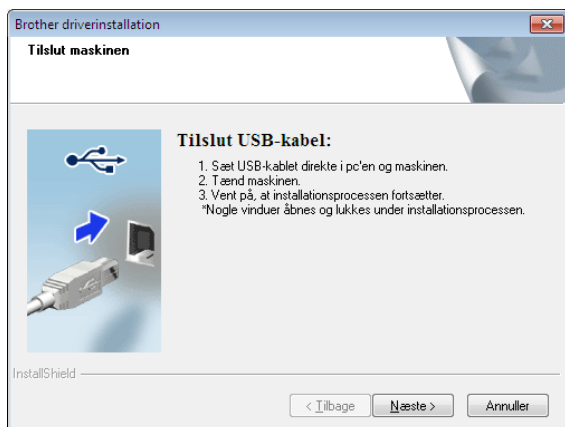 Brother driverinstallation
Tilslut maskinen
Tilslut USB-kabel:
1. Sæt USB-kablet direkte i pc'en og maskinen.
2. Tænd maskinen.
3. Vent på, at installationsprocessen fortsætter.
*Nogle vinduer åbnes og lukkes under installationsprocessen.
InstallShield
< Tilbage
Næste >
Annuller